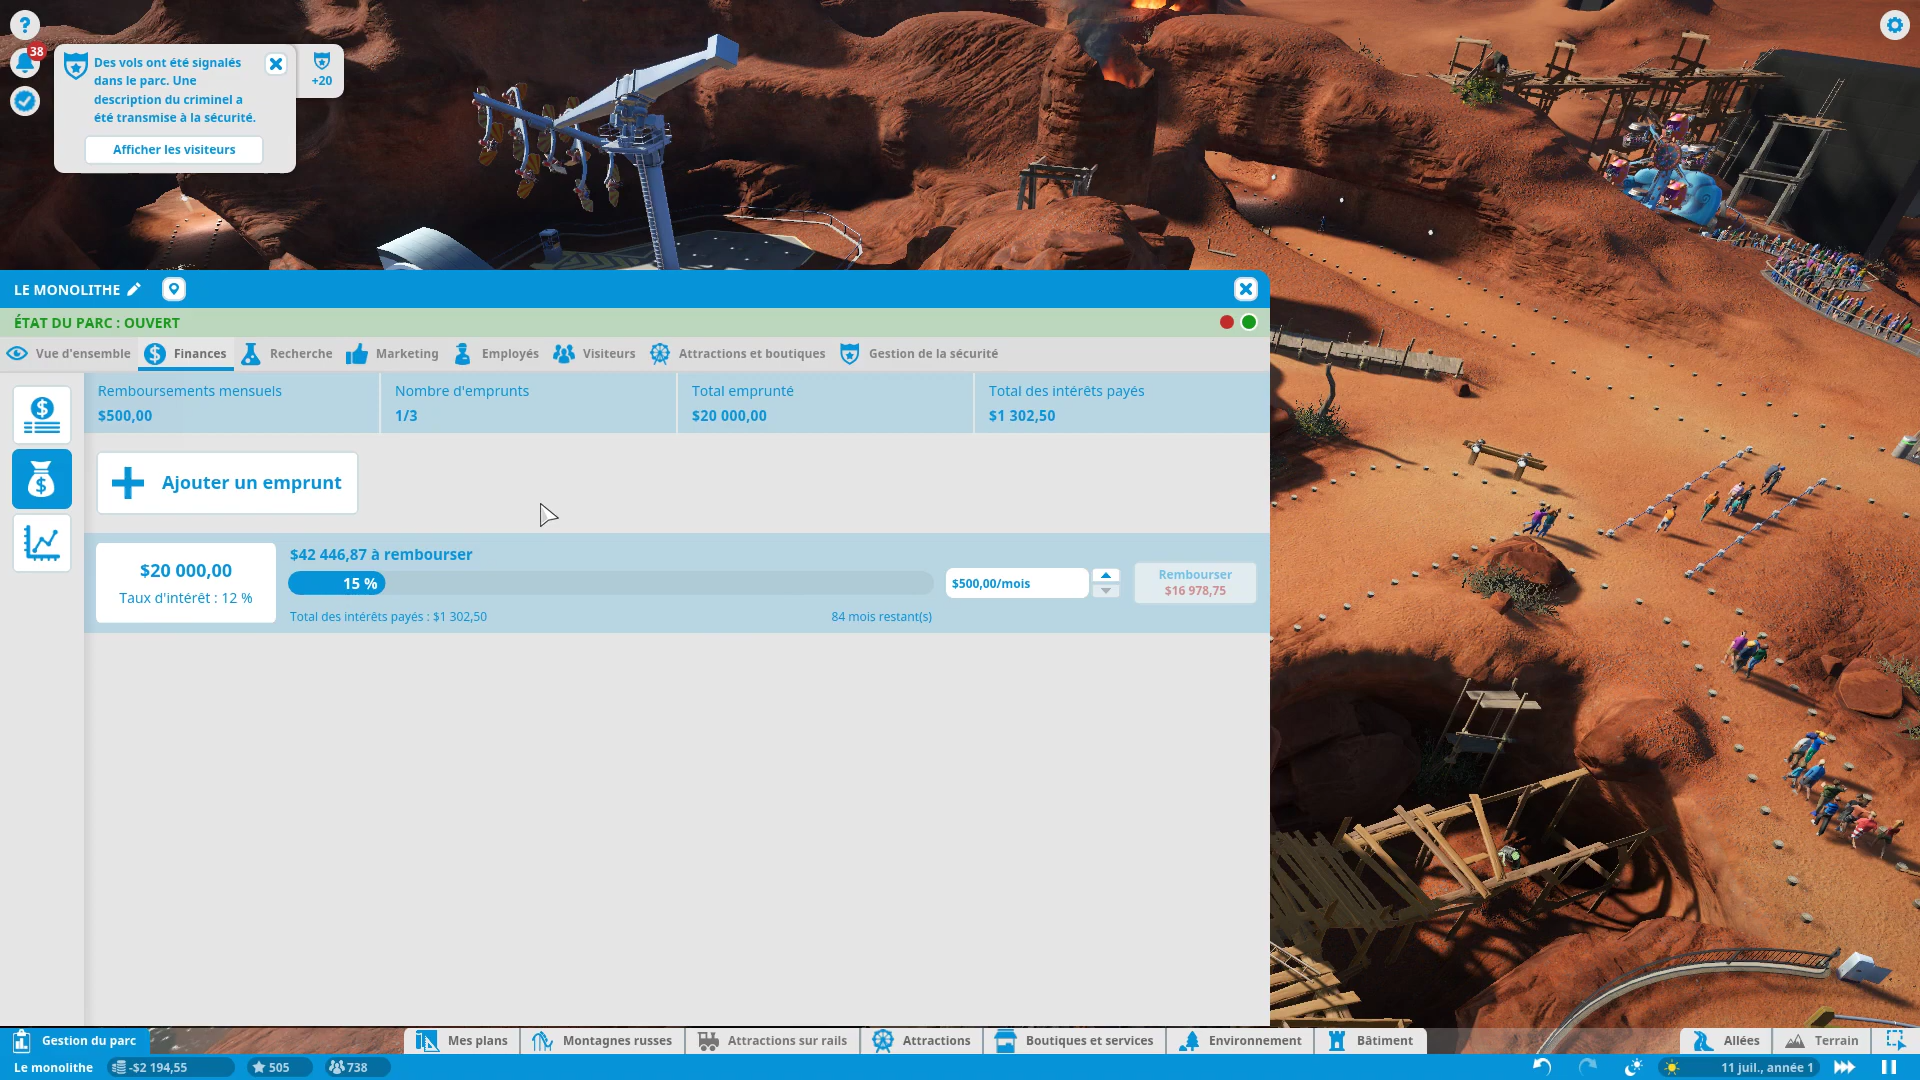 ?
38
Des vols ont été signalés
dans le parc. Une
description du criminel a
été transmise à la sécurité.
Afficher les visiteurs
+20
LE MONOLITHE
ÉTAT DU PARC : OUVERT
Vue d'ensemble
Finances
Recherche
Marketing
Employés
Visiteurs
Attractions et boutiques
Gestion de la sécurité
Remboursements mensuels
$500,00
Nombre d'emprunts
1/3
Total emprunté
$20 000,00
Total des intérêts payés
$1 302,50
Ajouter un emprunt
$20 000,00
Taux d'intérêt : 12 %
$42 446,87 à rembourser
15 %
Total des intérêts payés : $1 302,50
84 mois restant(s)
$500,00/mois
Rembourser
$16 978,75
Gestion du parc
Mes plans
Montagnes russes
Attractions sur rails
Attractions
Boutiques et services
Environnement
Bâtiment
Allées
Terrain
Le monolithe
-$2 194,55
505
738
11 juil., année 1